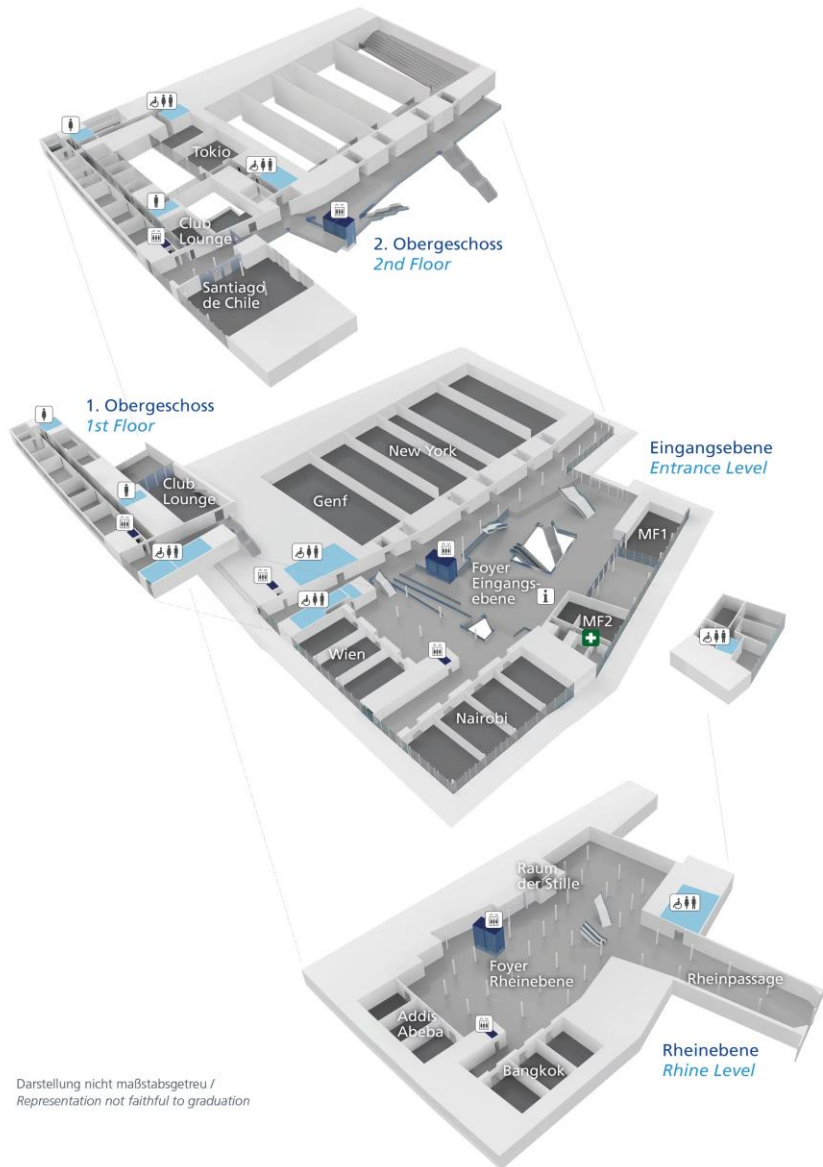 Tokio
Club
Lounge
Santiago
de Chile
2. Obergeschoss
2nd Floor
1. Obergeschoss
1st Floor
Club
Lounge
New York
Genf
Eingangsebene
Entrance Level
MF1
Foyer
Eingangs-
ebene
i
MF2
Wien
Nairobi
Raum
der Stille
Foyer
Rheinebene
Rheinpassage
Addis
Abeba
Bangkok
Rheinebene
Rhine Level
Darstellung nicht maßstabsgetreu /
Representation not faithful to graduation